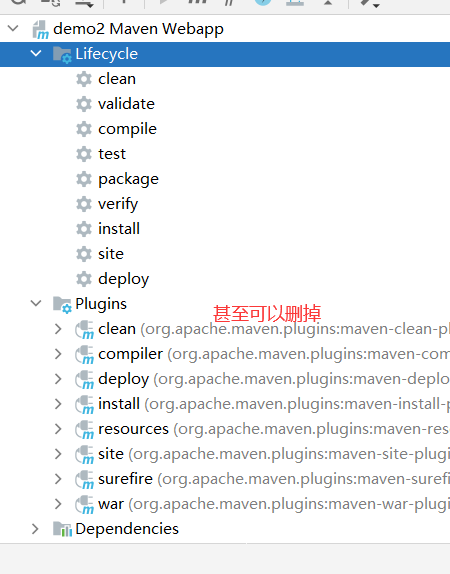 demo2 Maven Webapp
Lifecycle
clean
validate
compile
test
package
verify
install
site
deploy
Plugins
甚至可以删掉
clean (org.apache.maven.plugins:maven-clean-pl
compiler (org.apache.maven.plugins:maven-com
deploy (org.apache.maven.plugins:maven-deplo
install (org.apache.maven.plugins:maven-install-p
resources (org.apache.maven.plugins:maven-res
site (org.apache.maven.plugins:maven-site-plugi
surefire (org.apache.maven.plugins:maven-surefi
war (org.apache.maven.plugins:maven-war-plugi
Dependencies